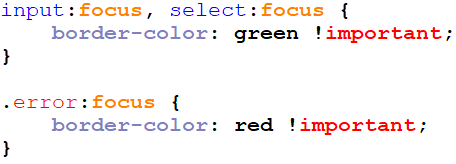 input:focus, select:focus {
    border-color: green !important;
}

.error:focus {
    border-color: red !important;
}